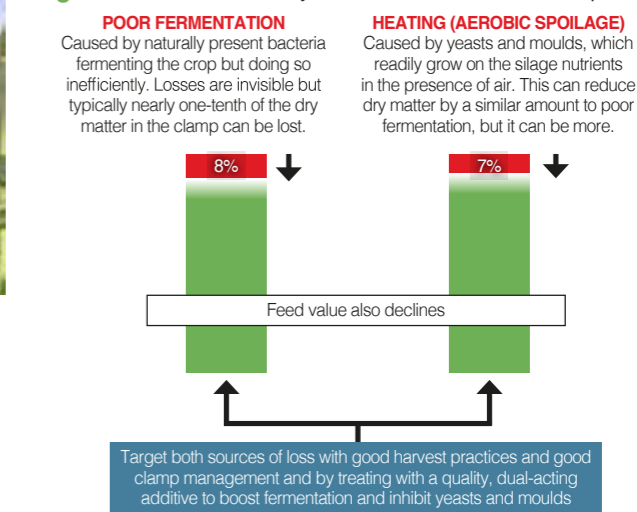 POOR FERMENTATION
Caused by naturally present bacteria
fermenting the crop but doing so
inefficiently. Losses are invisible but
typically nearly one-tenth of the dry
matter in the clamp can be lost.
HEATING (AEROBIC SPOILAGE)
Caused by yeasts and moulds, which
readily grow on the silage nutrients
in the presence of air. This can reduce
dry matter by a similar amount to poor
fermentation, but it can be more.
8%
7%
Feed value also declines
Target both sources of loss with good harvest practices and good
clamp management and by treating with a quality, dual-acting
additive to boost fermentation and inhibit yeasts and moulds